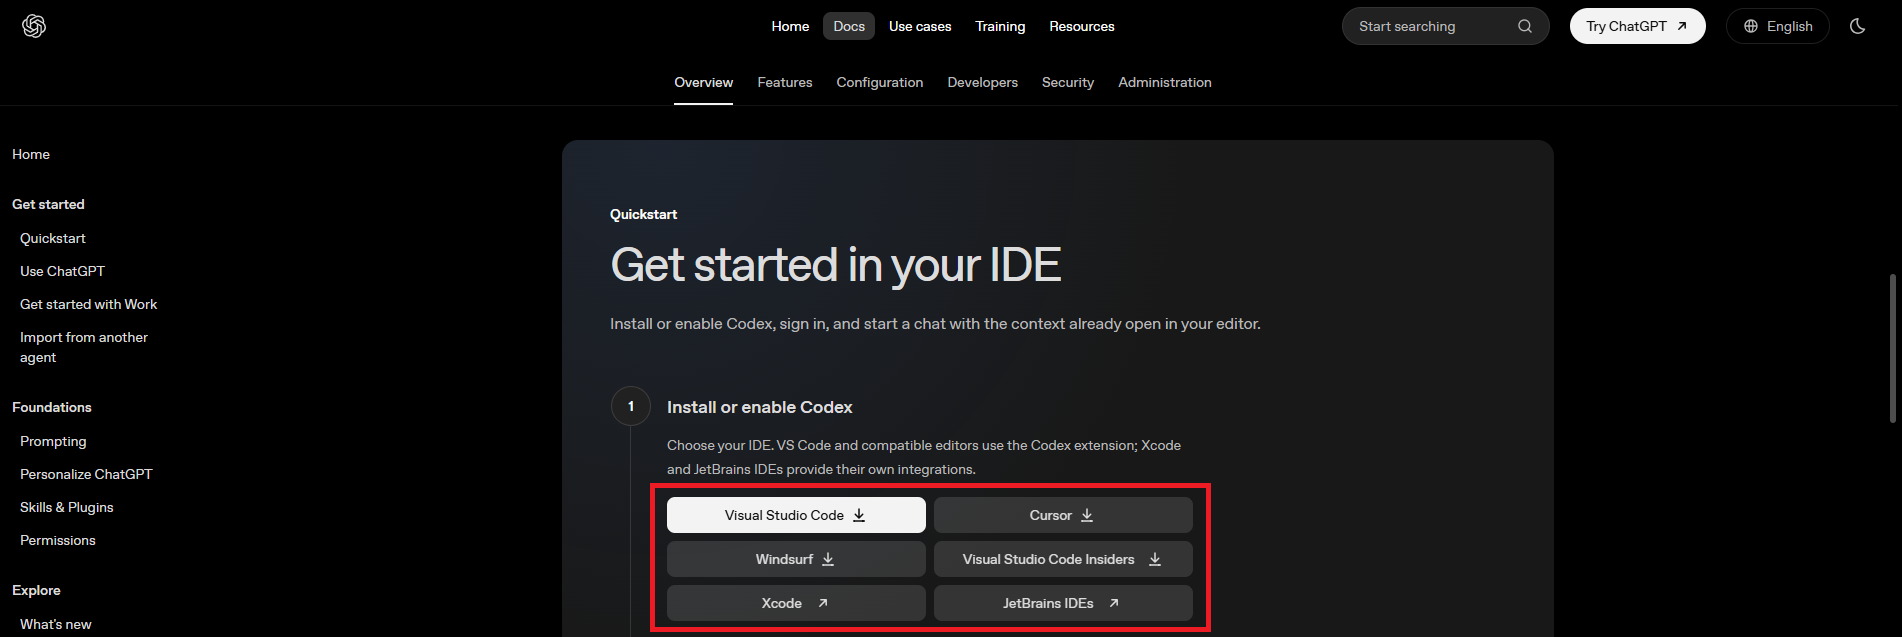 Home
Docs
Use cases
Training
Resources
Start searching
Try ChatGPT
English
Overview
Features
Configuration
Developers
Security
Administration
Home
Get started
Quickstart
Use ChatGPT
Get started with Work
Import from another
agent
Foundations
Prompting
Personalize ChatGPT
Skills & Plugins
Permissions
Explore
What's new
Quickstart
Get started in your IDE
Install or enable Codex, sign in, and start a chat with the context already open in your editor.
1
Install or enable Codex
Choose your IDE. VS Code and compatible editors use the Codex extension; Xcode
and JetBrains IDEs provide their own integrations.
Visual Studio Code
Cursor
Windsurf
Visual Studio Code Insiders
Xcode
JetBrains IDEs